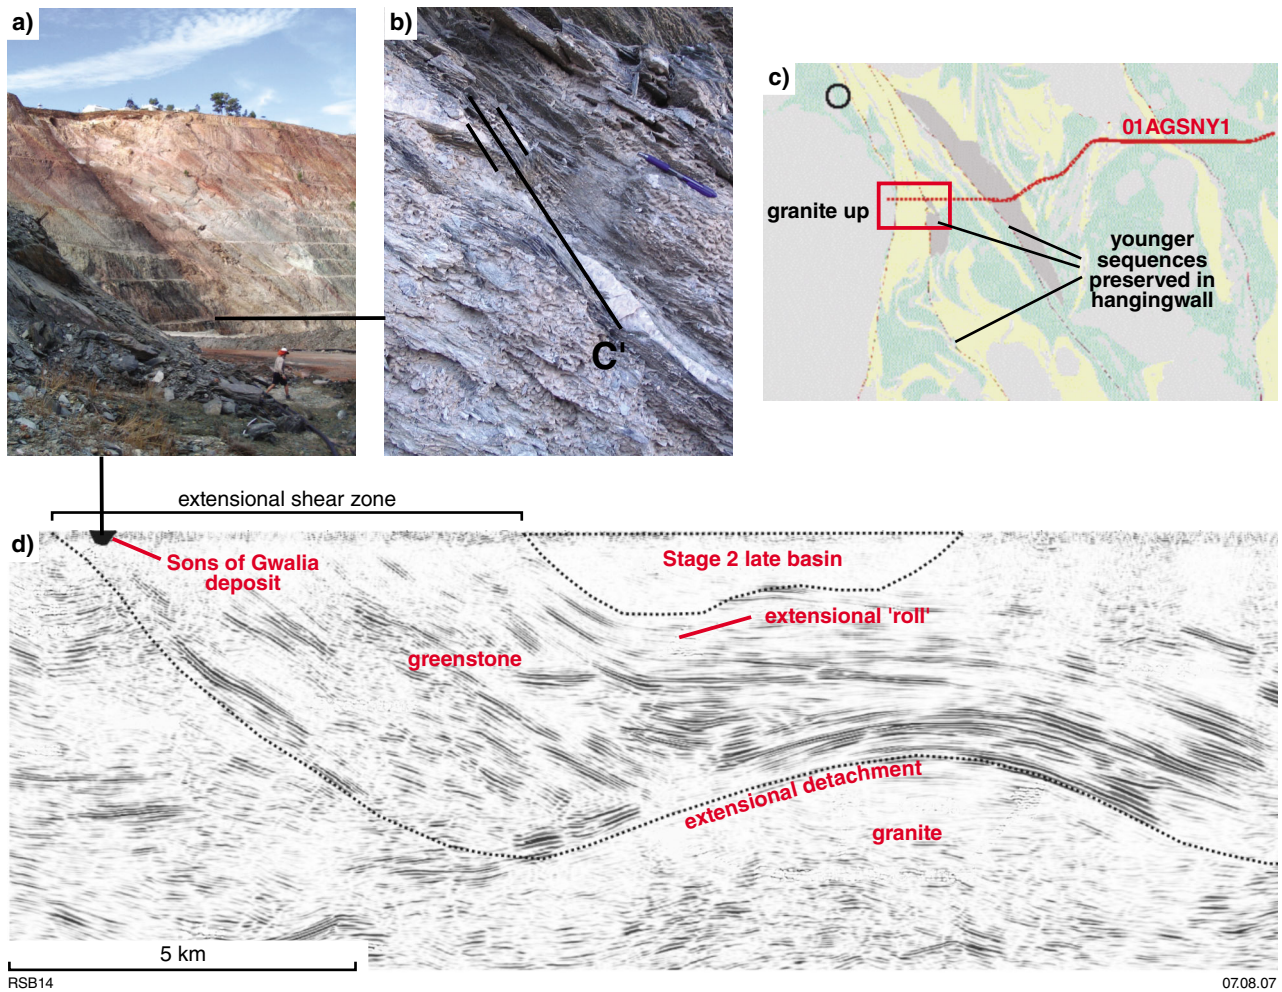 a)
b)
C'
c)
01AGSNY1
granite up
younger
sequences
preserved in
hangingwall
extensional shear zone
d)
Sons of Gwalia
deposit
Stage 2 late basin
extensional 'roll'
greenstone
extensional detachment
granite
5 km
RSB14
07.08.07